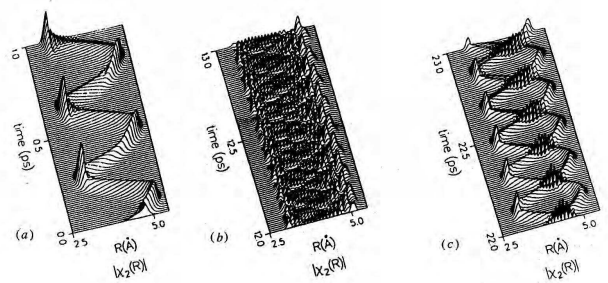 1.0
0.5
0.0
time (ps)
2.5
5.0
R(Å)
|χ₂(R)|
(a)
13.0
12.5
12.0
time (ps)
2.5
5.0
R(Å)
|χ₂(R)|
(b)
23.0
22.5
22.0
time (ps)
2.5
5.0
R(Å)
|χ₂(R)|
(c)